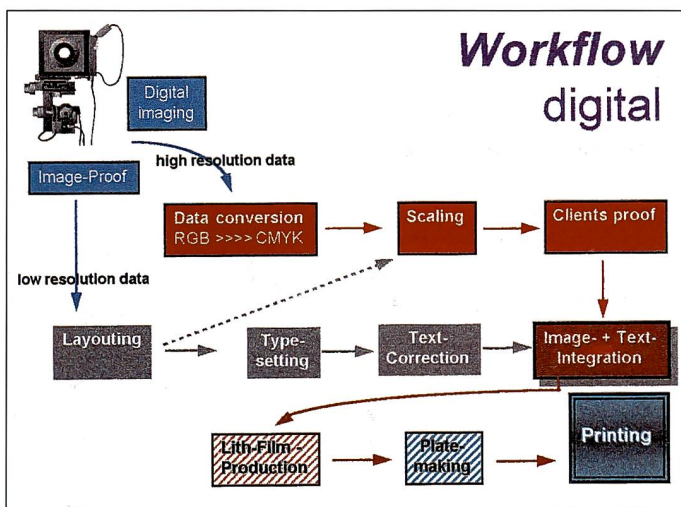 Workflow
digital
Digital
imaging
high resolution data
Image-Proof
Data conversion
RGB >>>> CMYK
Scaling
Clients proof
low resolution data
Layouting
Type-
setting
Text-
Correction
Image- + Text-
Integration
Lith-Film -
Production
Plate-
making
Printing